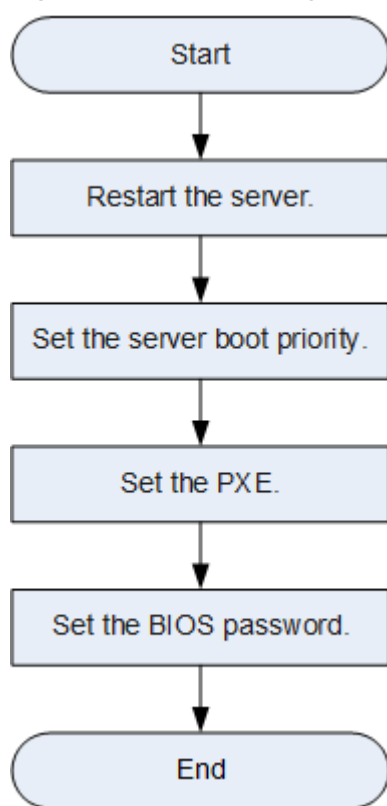 Start
Restart the server.
Set the server boot priority.
Set the PXE.
Set the BIOS password.
End